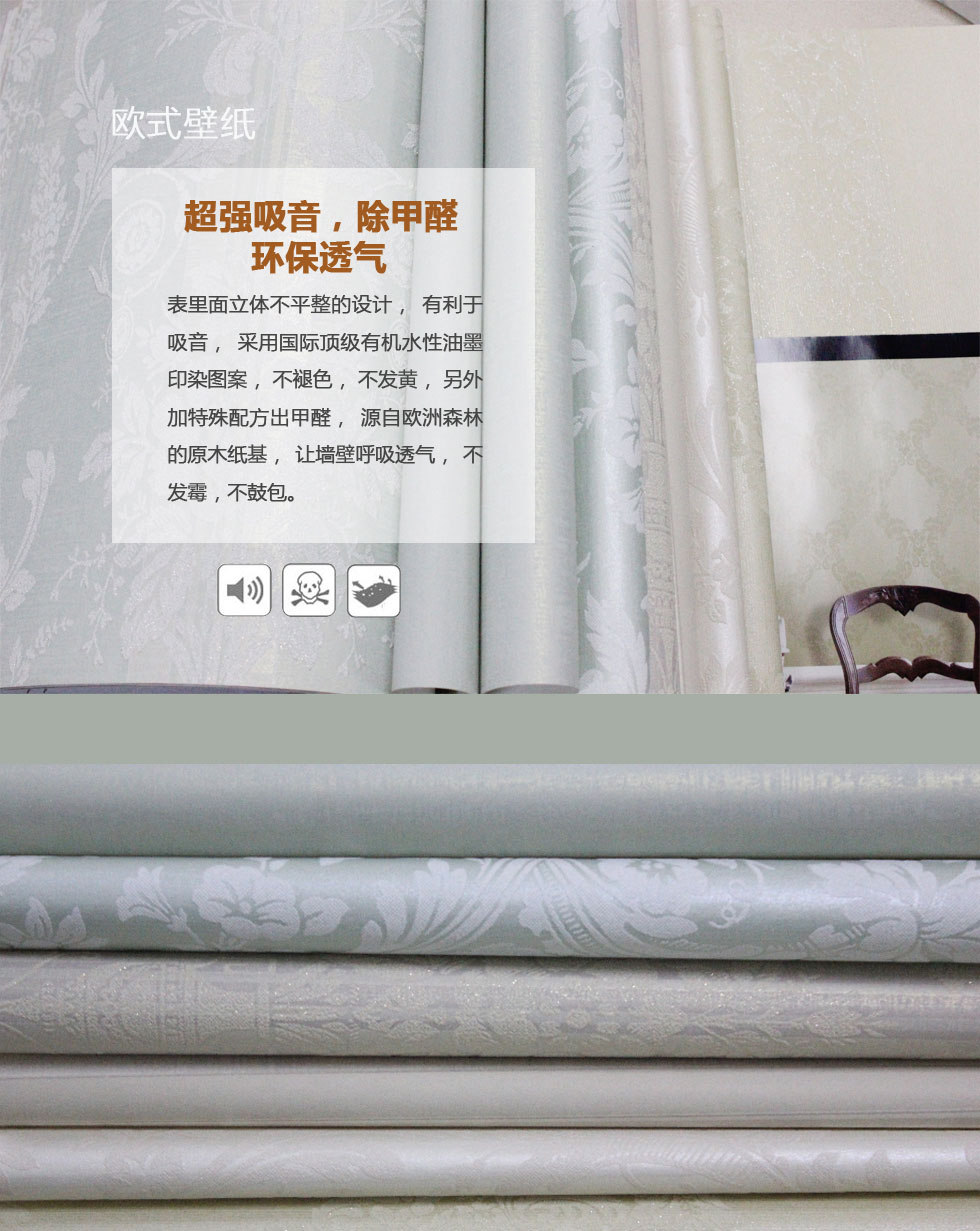 欧式壁纸
超强吸音，除甲醛
环保透气
表里面立体不平整的设计， 有利于
吸音， 采用国际顶级有机水性油墨
印染图案，不褪色，不发黄，另外
加特殊配方出甲醛， 源自欧洲森林
的原木纸基， 让墙壁呼吸透气， 不
发霉，不鼓包。